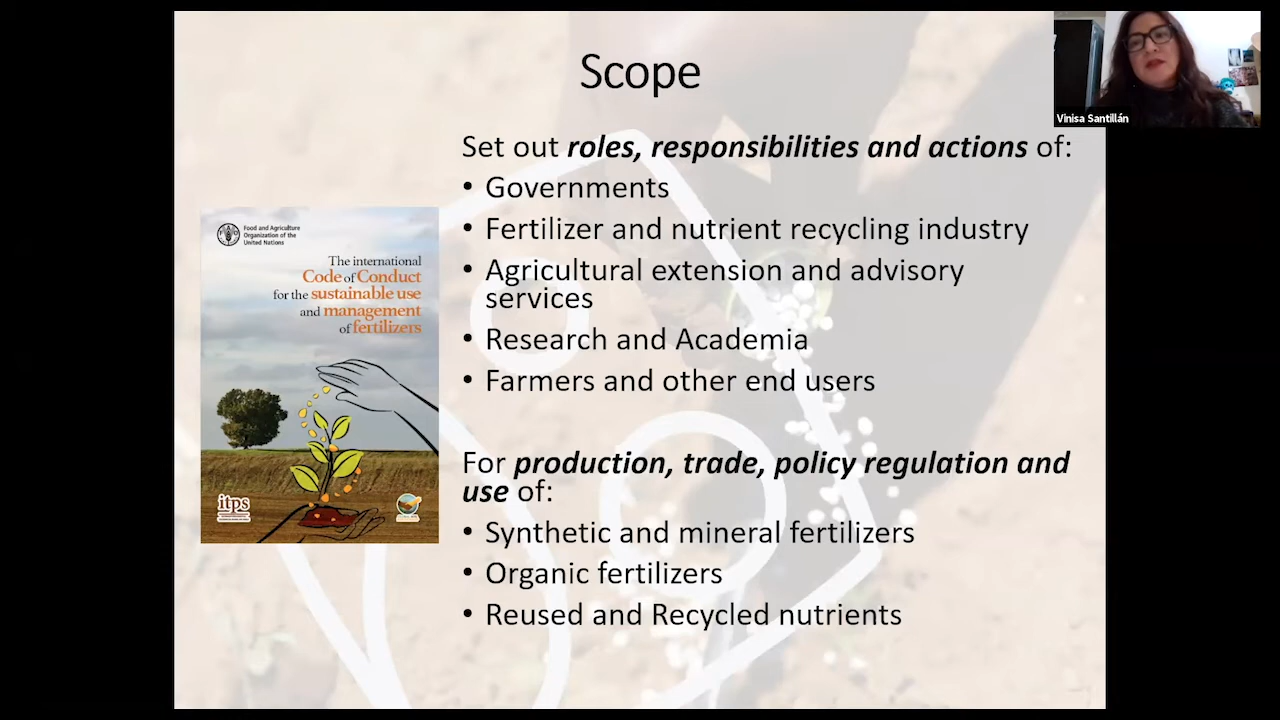 Scope
Vinisa Santillán
Set out roles, responsibilities and actions of:
• Governments
• Fertilizer and nutrient recycling industry
• Agricultural extension and advisory
services
• Research and Academia
• Farmers and other end users
For production, trade, policy regulation and
use of:
• Synthetic and mineral fertilizers
• Organic fertilizers
• Reused and Recycled nutrients
Food and Agriculture
Organization of the
United Nations
The international
Code of Conduct
for the sustainable use
and management
of fertilizers
itps